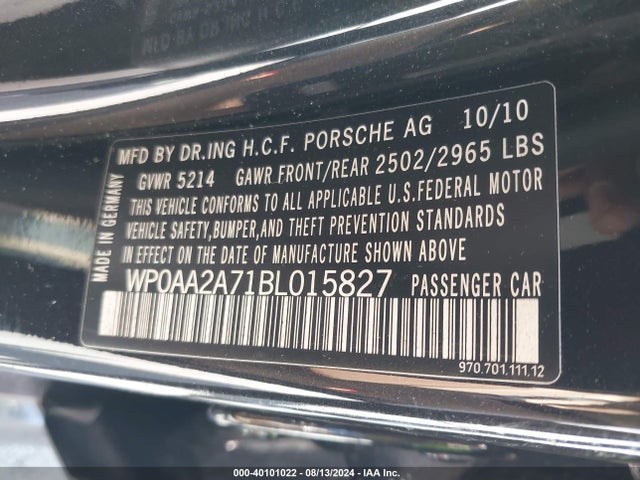 MFD BY DR.ING H.C.F. PORSCHE AG 10/10
GVWR 5214 GAWR FRONT/REAR 2502/2965 LBS
THIS VEHICLE CONFORMS TO ALL APPLICABLE U.S.FEDERAL MOTOR
VEHICLE SAFETY,BUMPER,AND THEFT PREVENTION STANDARDS
IN EFFECT ON THE DATE OF MANUFACTURE SHOWN ABOVE
WP0AA2A71BL015827 PASSENGER CAR
MADE IN GERMANY
970.701.111.12
000-40101022 - 08/13/2024 - IAA Inc.